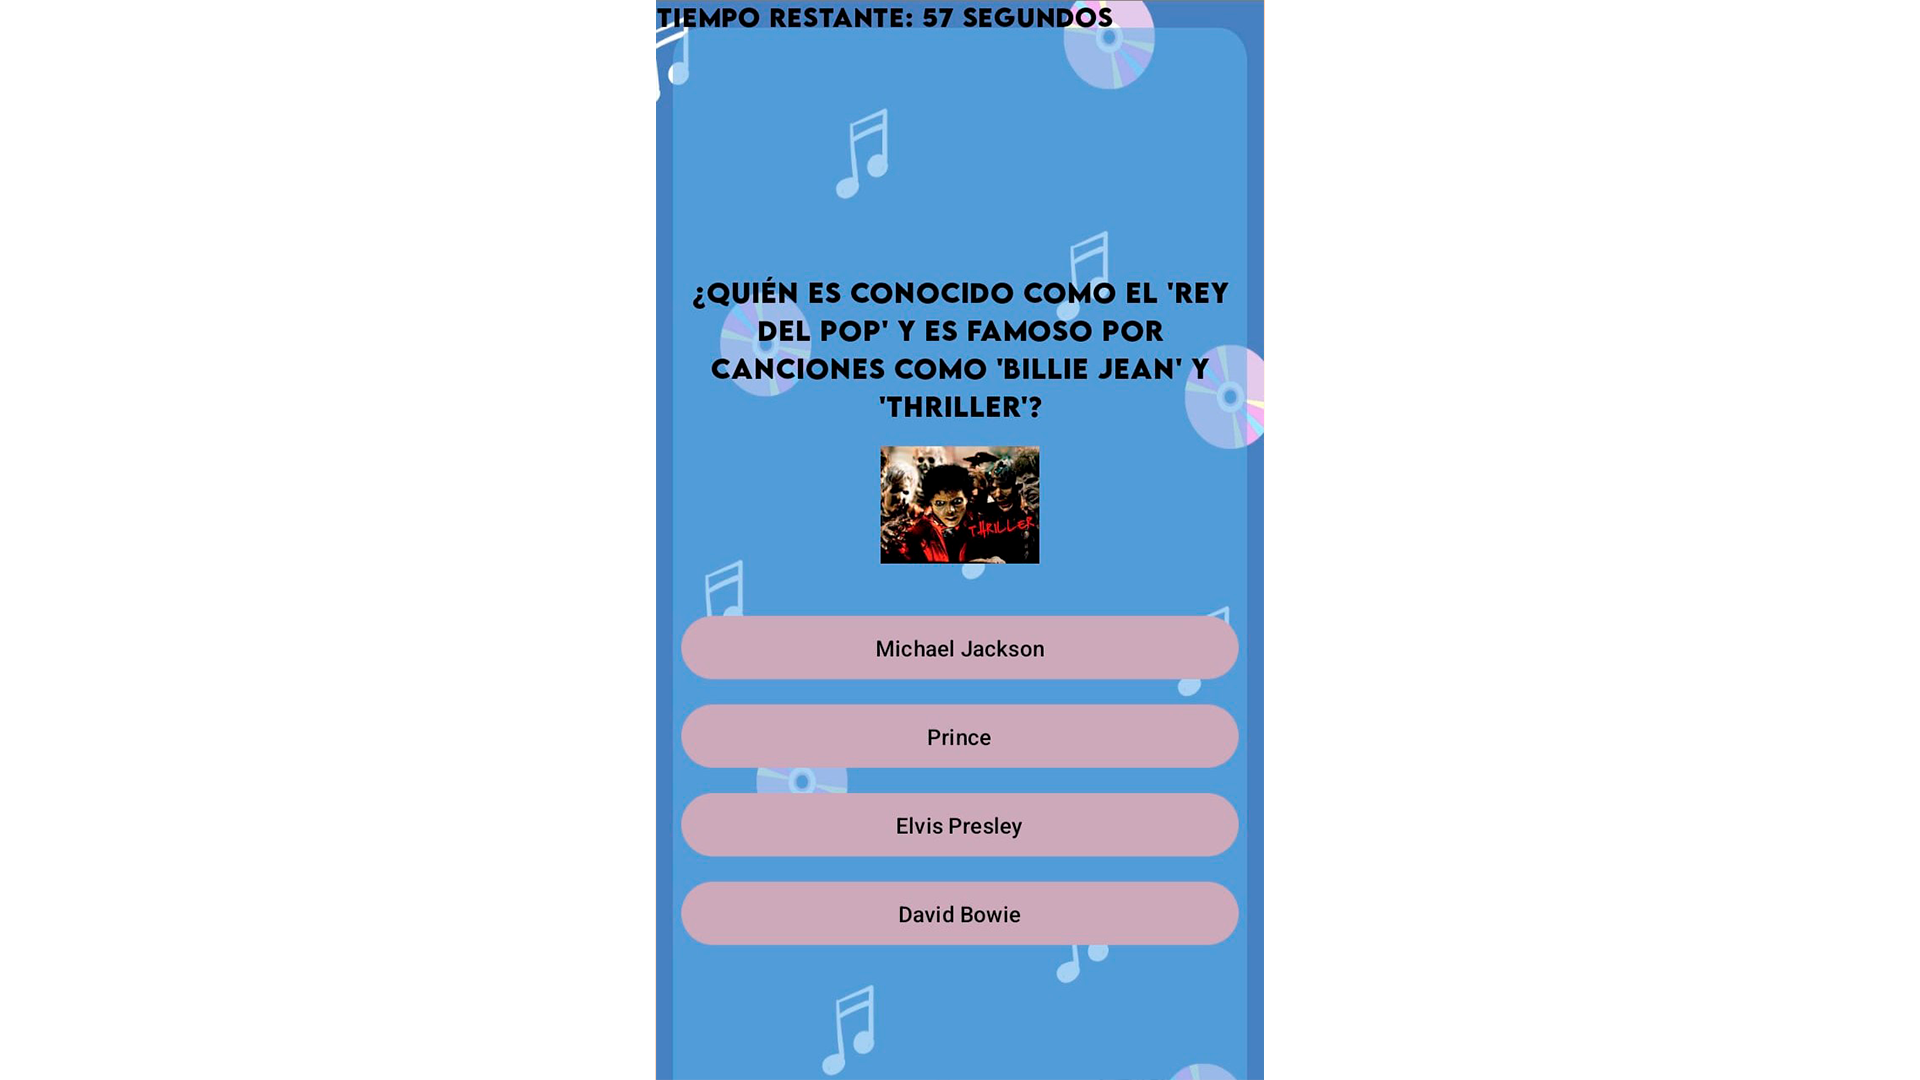 TIEMPO RESTANTE: 57 SEGUNDOS
¿QUIÉN ES CONOCIDO COMO EL 'REY
DEL POP' Y ES FAMOSO POR
CANCIONES COMO 'BILLIE JEAN' Y
'THRILLER'?
THRILLER
Michael Jackson
Prince
Elvis Presley
David Bowie